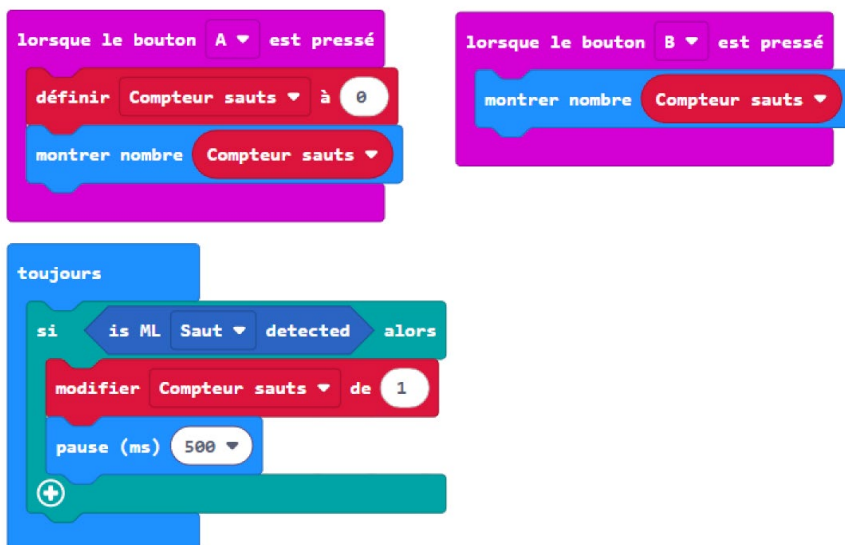 lorsque le bouton A est pressé
définir Compteur sauts à 0
montrer nombre Compteur sauts
lorsque le bouton B est pressé
montrer nombre Compteur sauts
toujours
si is ML Saut detected alors
modifier Compteur sauts de 1
pause (ms) 500